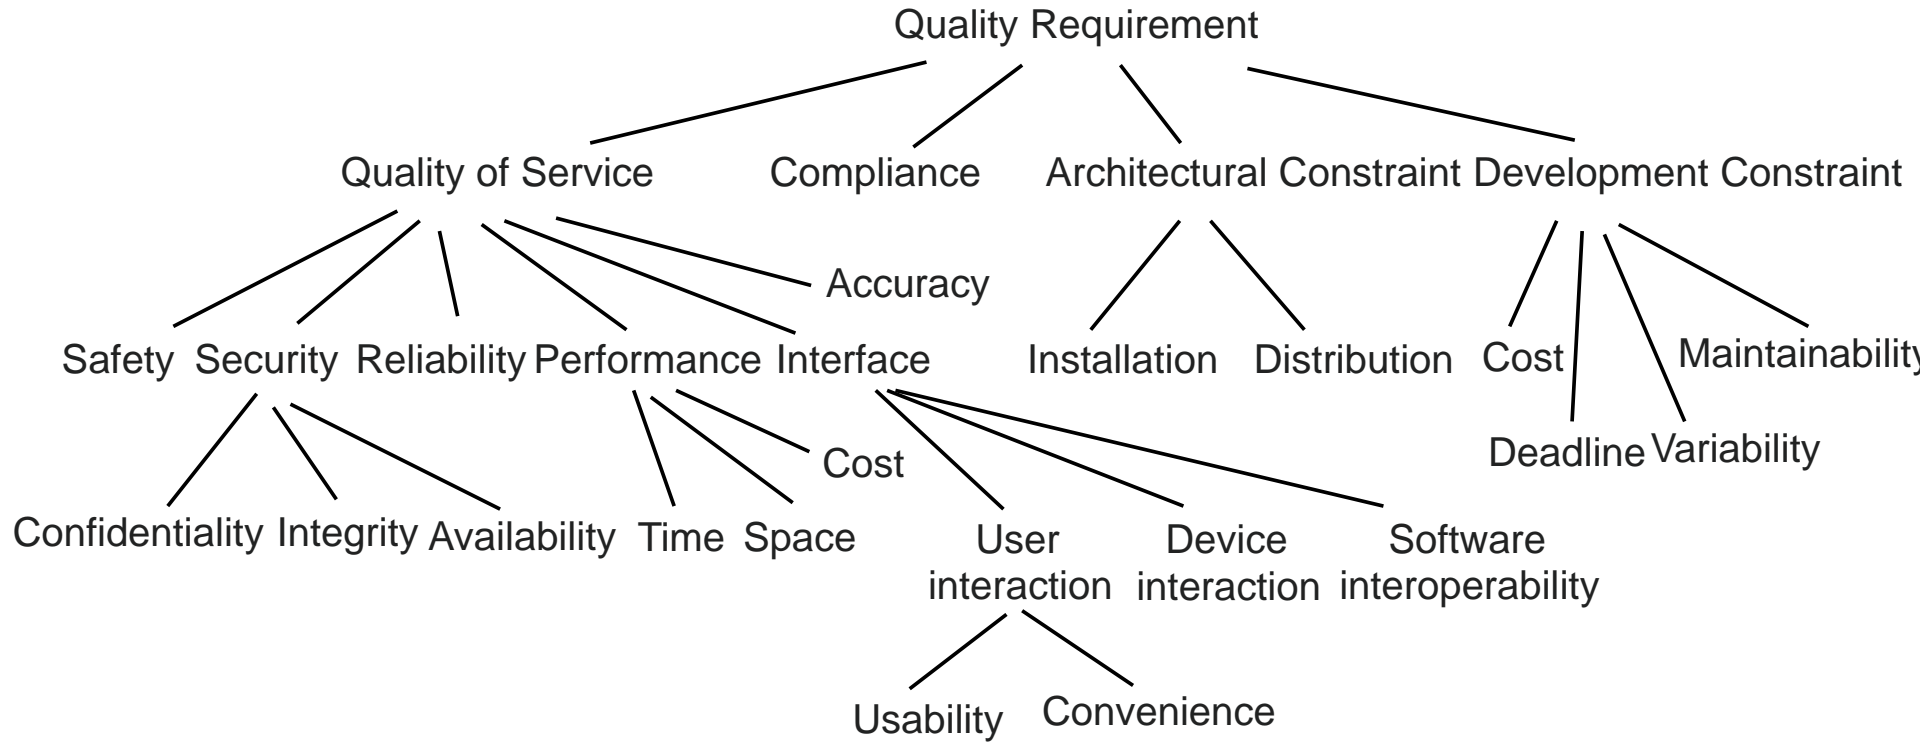 Quality Requirement
Quality of Service
Compliance
Architectural Constraint
Development Constraint
Accuracy
Safety
Security
Reliability
Performance
Interface
Installation
Distribution
Cost
Maintainability
Cost
Deadline
Variability
Confidentiality
Integrity
Availability
Time
Space
User
interaction
Device
interaction
Software
interoperability
Usability
Convenience